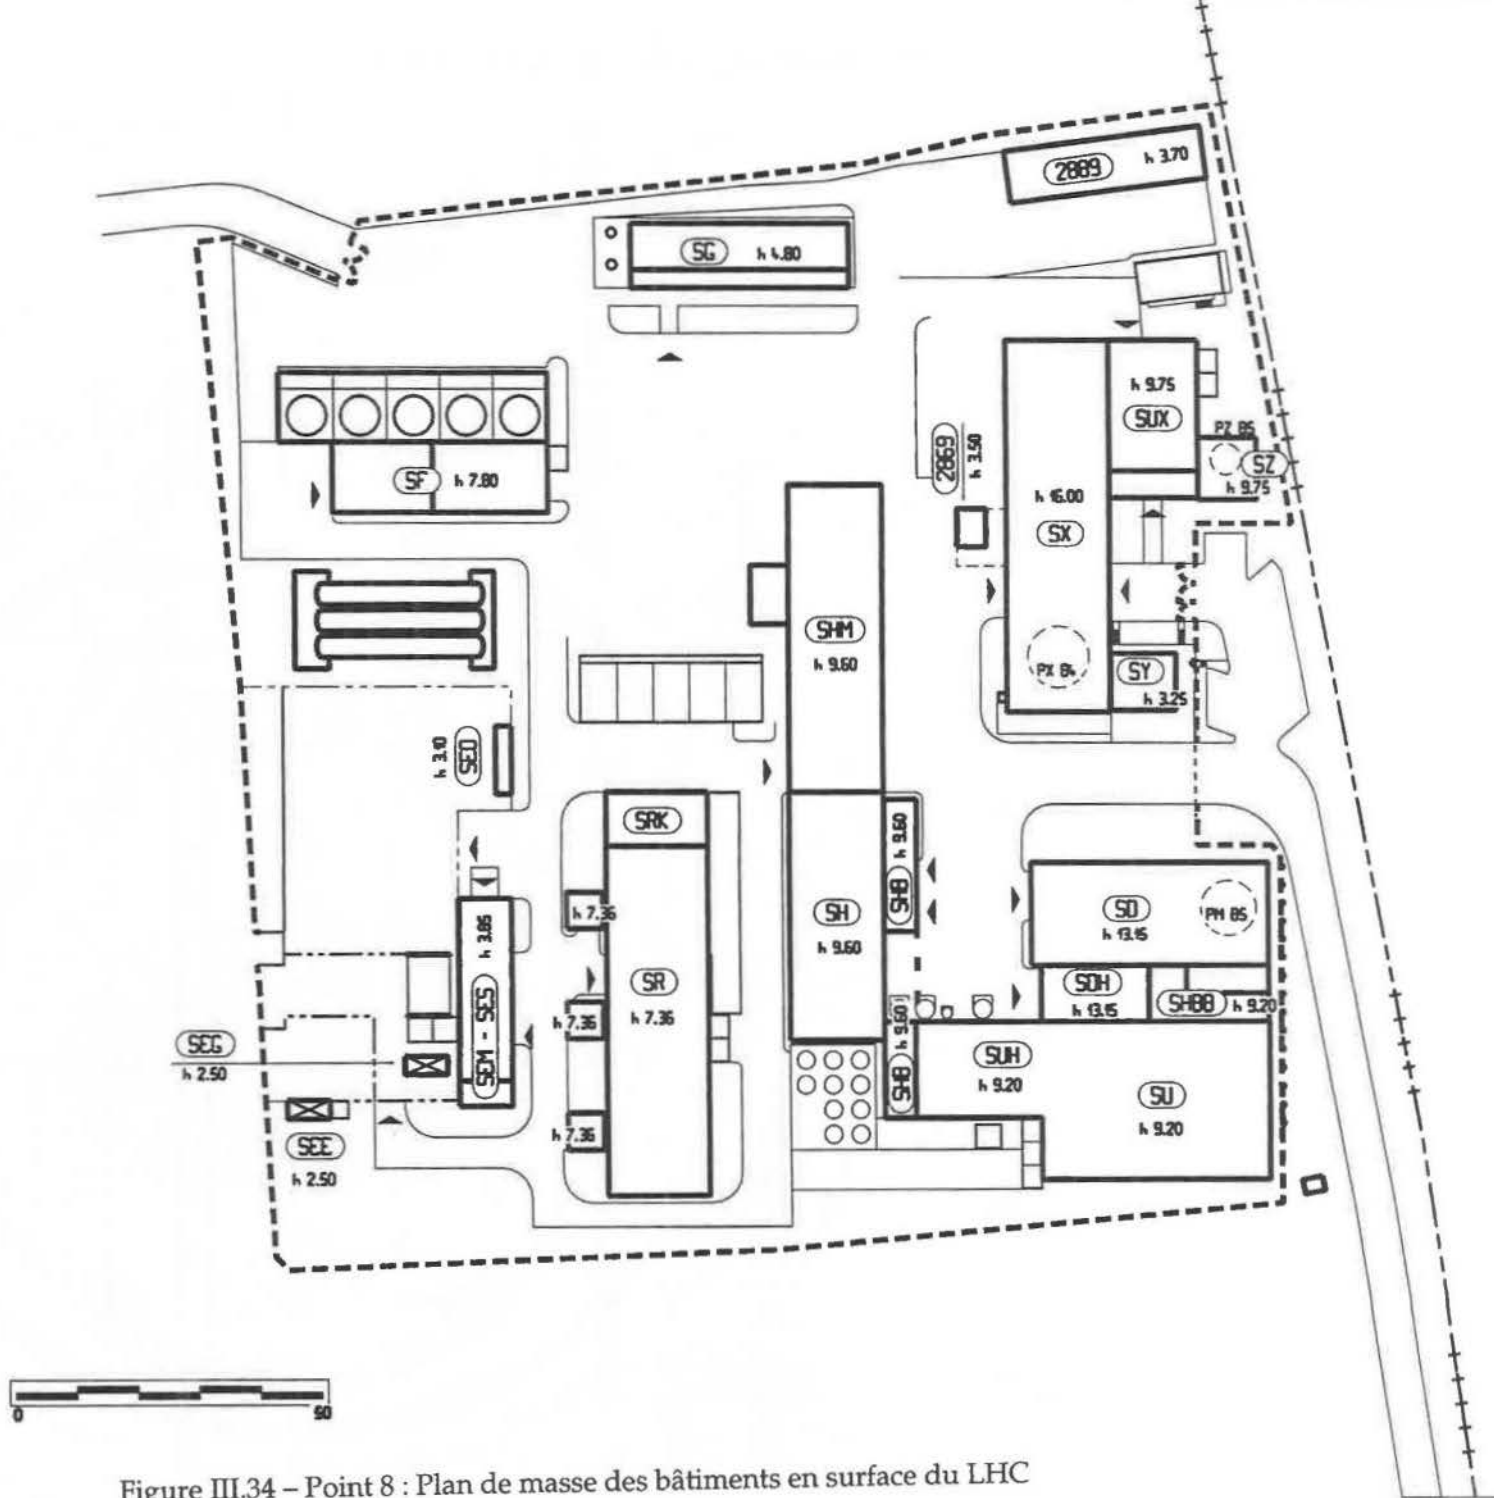 2889
h 3.70
SG
h 4.80
h 9.75
SUX
PZ 85
SZ
h 9.75
2869
h 3.50
SF
h 7.80
h 16.00
SX
SHM
h 9.60
PX 84
SY
h 3.25
h 3.10
SED
SRK
h 9.60
SHB
SH
h 9.60
SD
h 13.15
PM 85
h 3.85
SEM - SES
h 7.36
SR
h 7.36
h 7.36
h 7.36
SDH
h 13.15
SHBB
h 9.20
h 9.60
SHB
SUH
h 9.20
SU
h 9.20
SEG
h 2.50
SEE
h 2.50
0
50
Figure III.34 – Point 8 : Plan de masse des bâtiments en surface du LHC